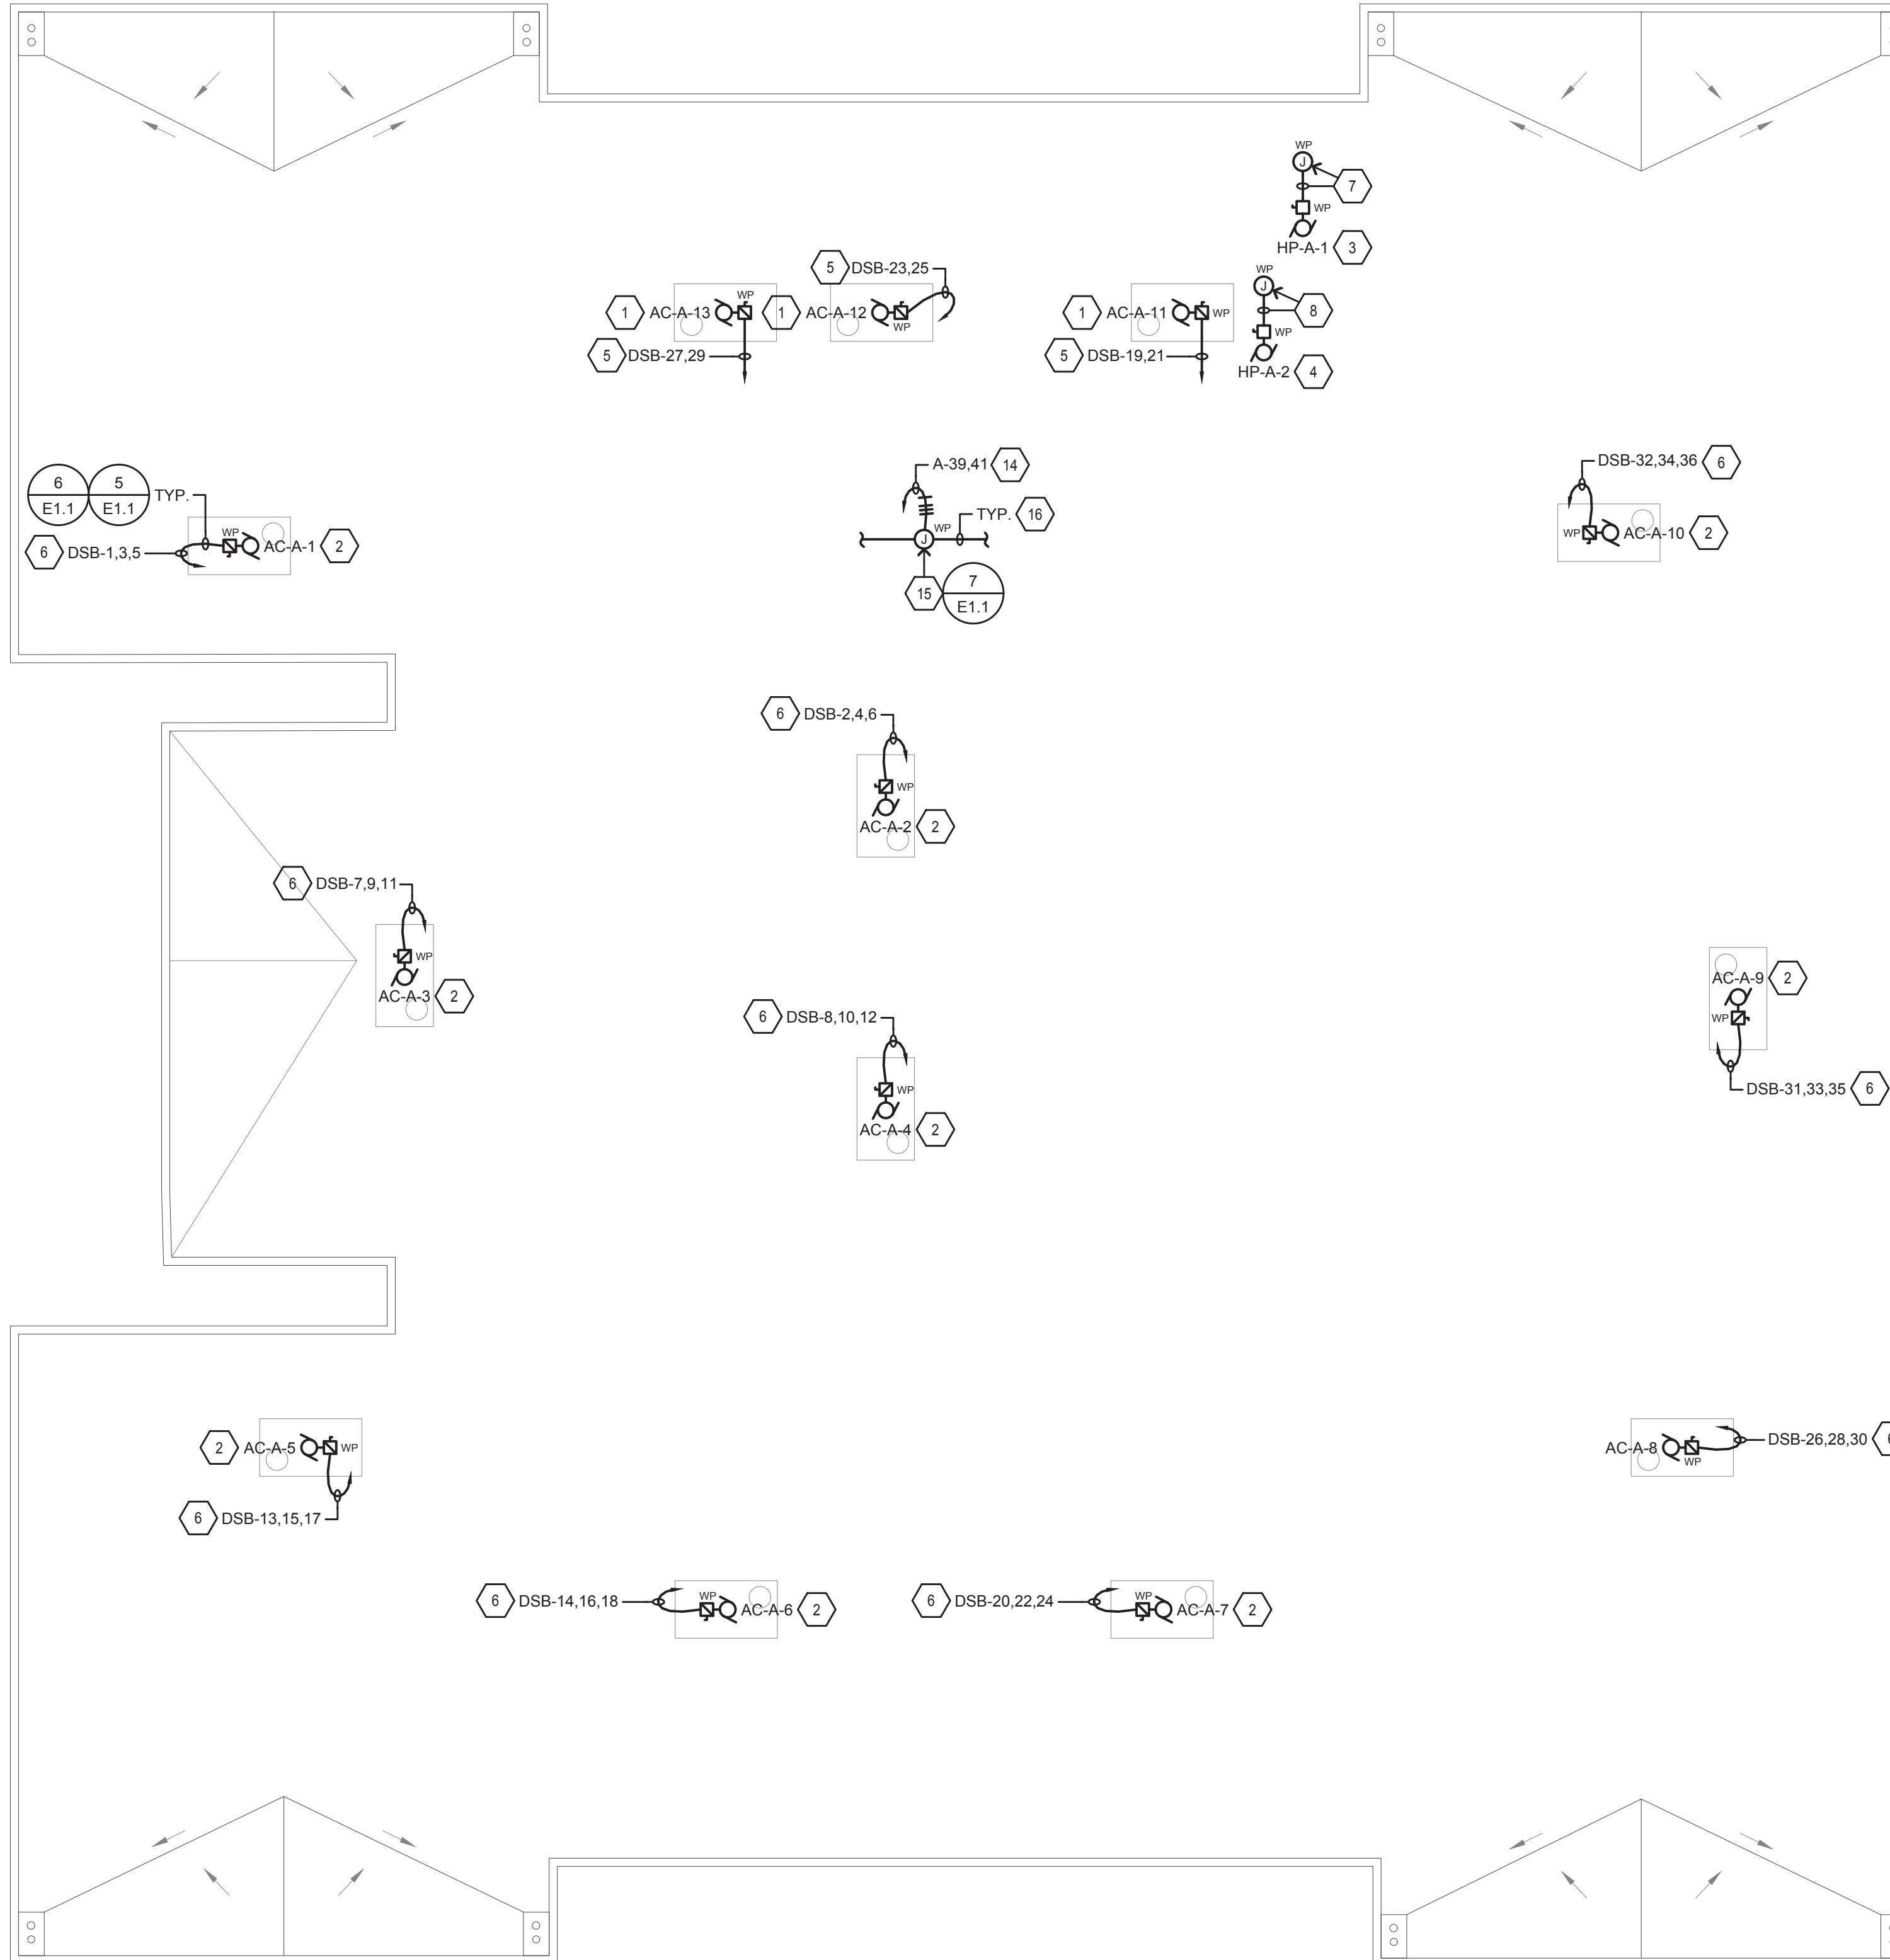 WP
J
7
WP
HP-A-1 3
WP
J
8
WP
HP-A-2 4
5 DSB-23,25
1 AC-A-13 WP
1 AC-A-12 WP
1 AC-A-11 WP
5 DSB-27,29
5 DSB-19,21
6 E1.1
5 E1.1
TYP.
6 DSB-1,3,5
WP AC-A-1 2
A-39,41 14
WP
J
TYP. 16
15
7 E1.1
DSB-32,34,36 6
WP AC-A-10 2
6 DSB-2,4,6
WP
AC-A-2 2
6 DSB-7,9,11
WP
AC-A-3 2
AC-A-9 2
WP
DSB-31,33,35 6
6 DSB-8,10,12
WP
AC-A-4 2
2 AC-A-5 WP
6 DSB-13,15,17
AC-A-8 WP
DSB-26,28,30 6
6 DSB-14,16,18
WP AC-A-6 2
6 DSB-20,22,24
WP AC-A-7 2